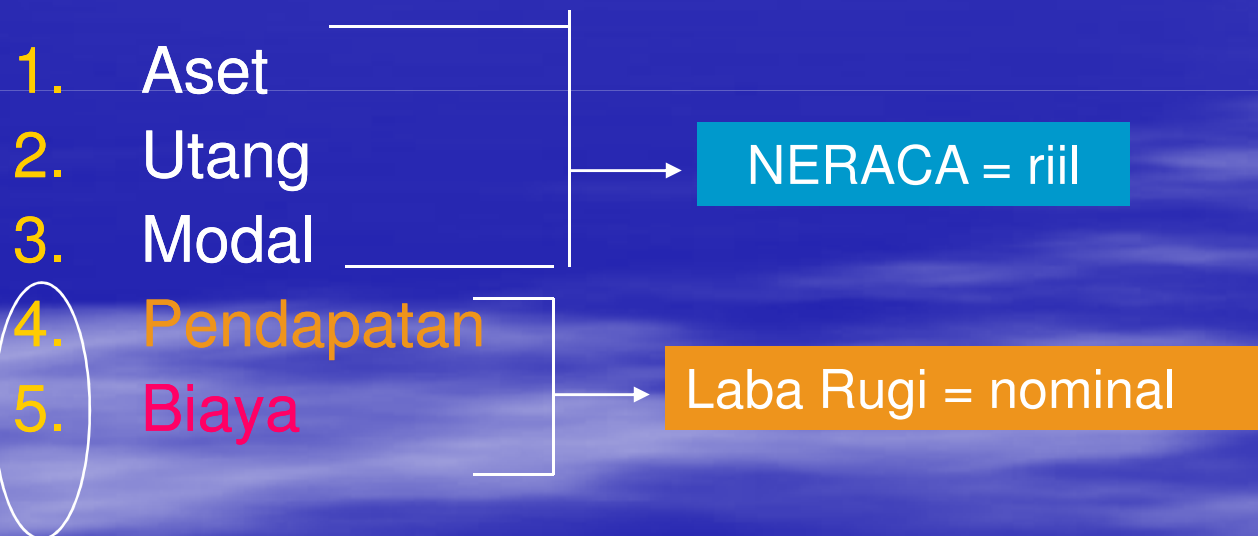 1. Aset
2. Utang
3. Modal
4. Pendapatan
5. Biaya
NERACA = riil
Laba Rugi = nominal